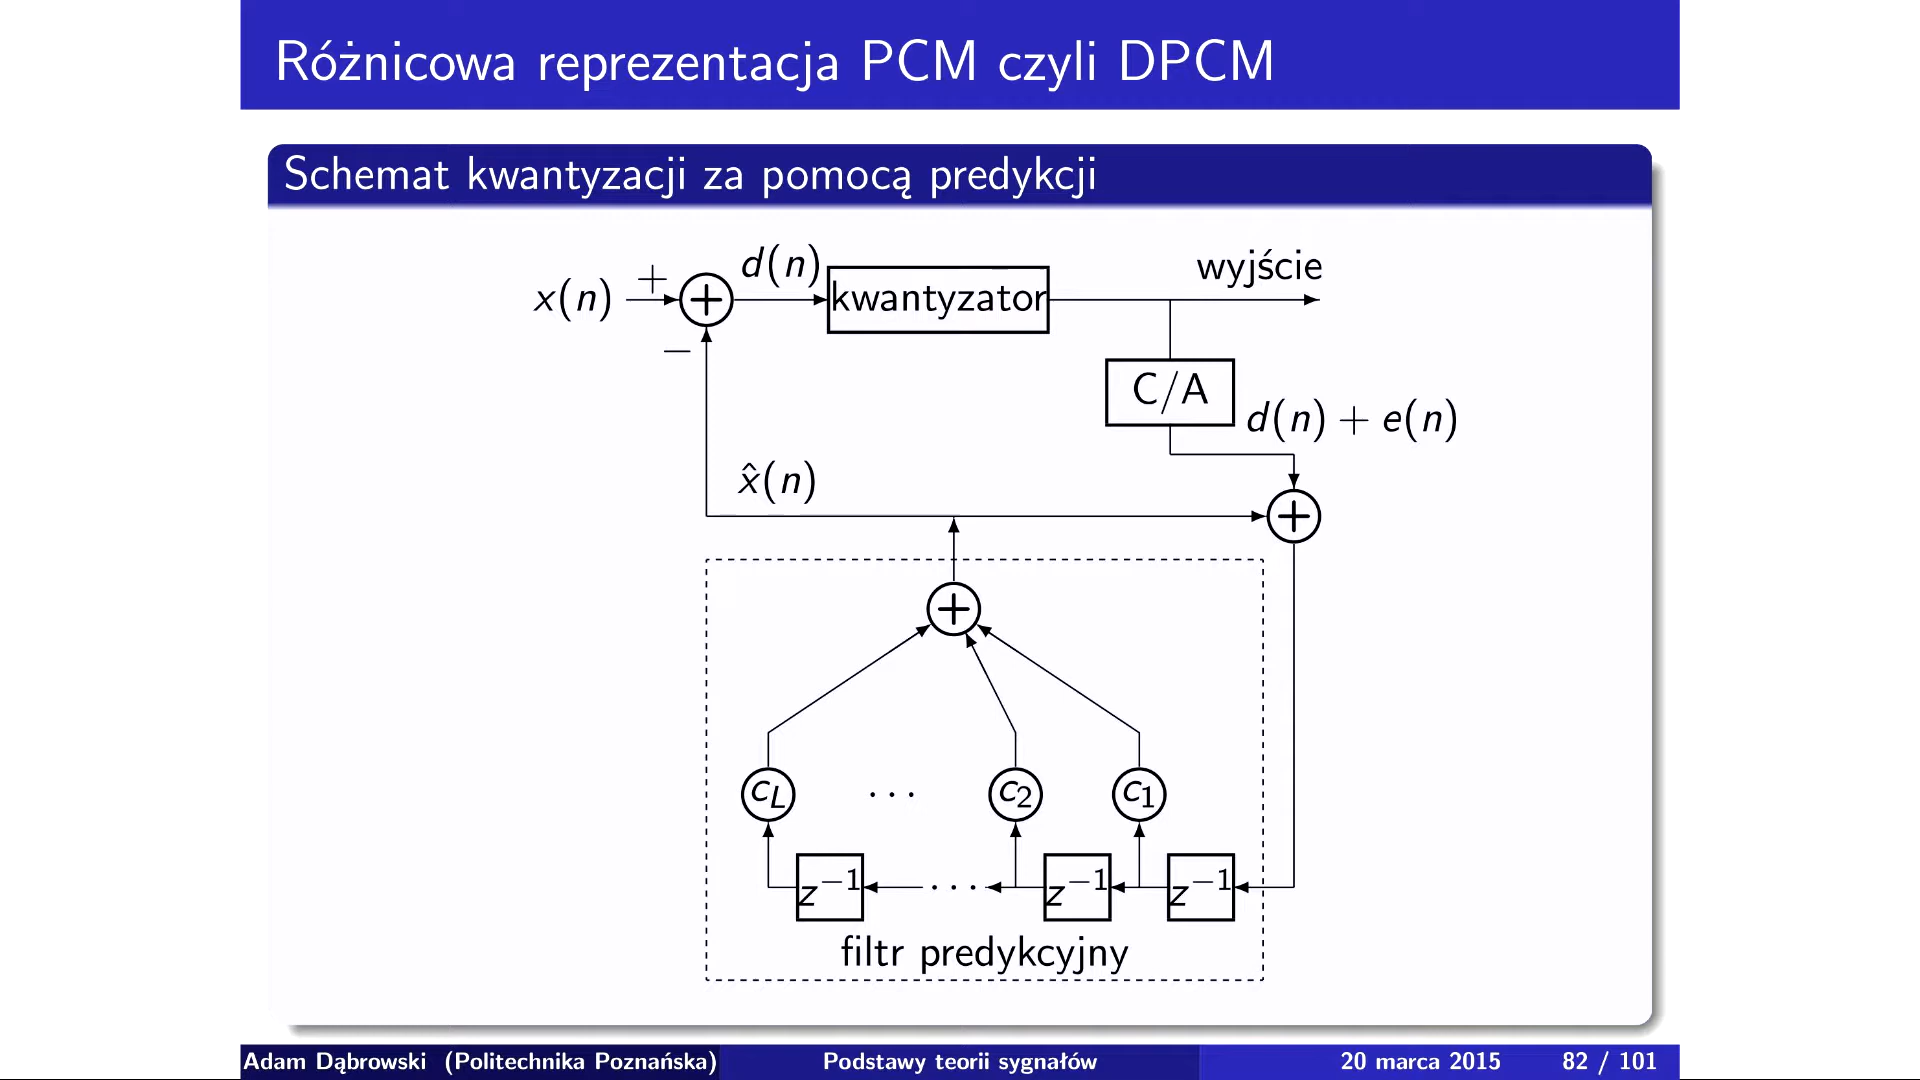 Różnicowa reprezentacja PCM czyli DPCM
Schemat kwantyzacji za pomocą predykcji
x(n)
+
−
+
d(n)
kwantyzator
wyjście
C/A
d(n) + e(n)
x̂(n)
+
+
c_L
. . .
c_2
c_1
z^{−1}
. . .
z^{−1}
z^{−1}
filtr predykcyjny
Adam Dąbrowski (Politechnika Poznańska)
Podstawy teorii sygnałów
20 marca 2015
82 / 101